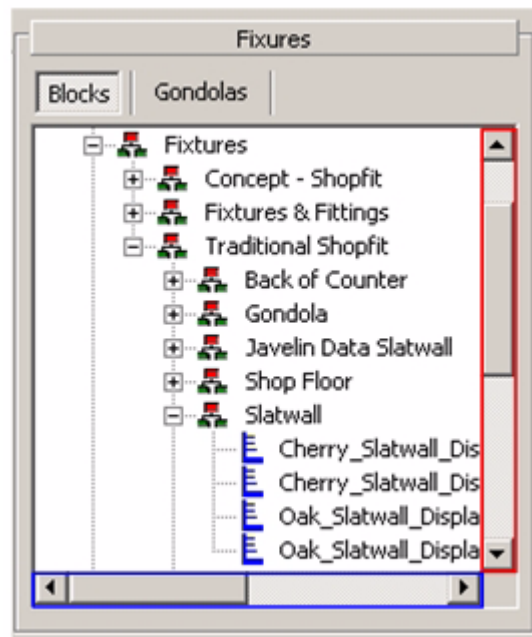 Fixures
Blocks Gondolas
Fixtures
Concept - Shopfit
Fixtures & Fittings
Traditional Shopfit
Back of Counter
Gondola
Javelin Data Slatwall
Shop Floor
Slatwall
Cherry_Slatwall_Dis
Cherry_Slatwall_Dis
Oak_Slatwall_Displa
Oak_Slatwall_Displa